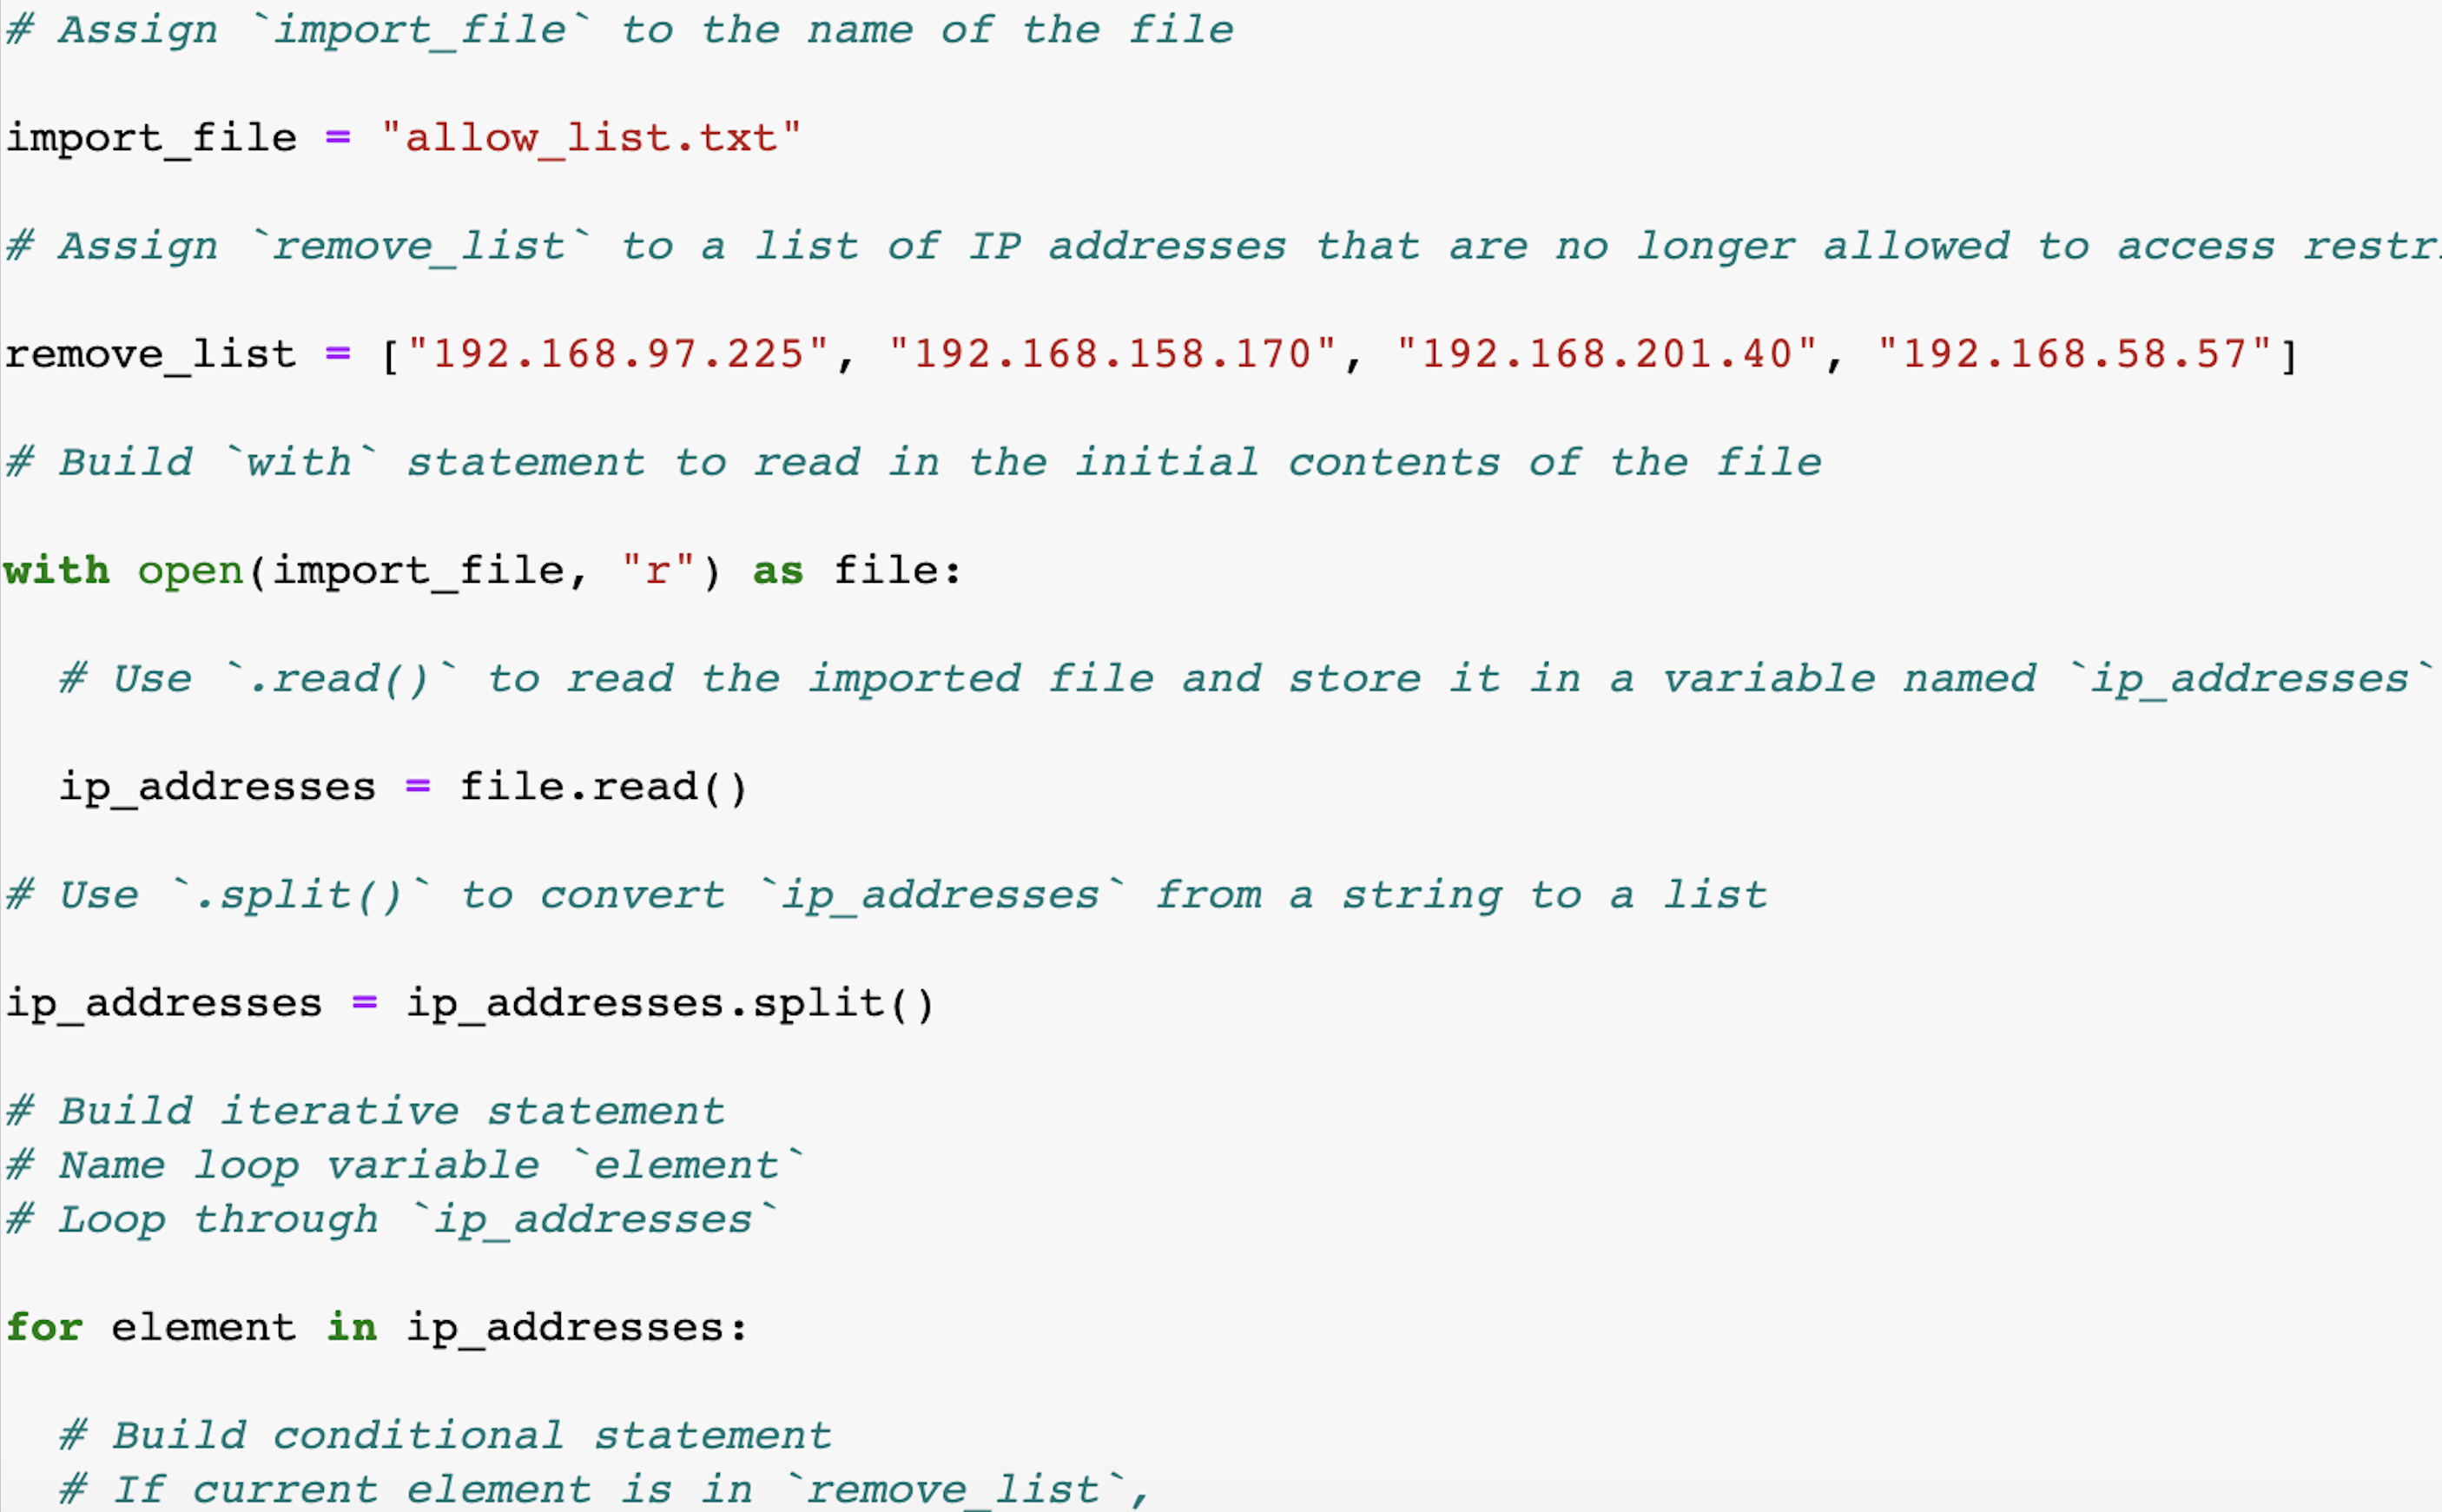 # Assign `import_file` to the name of the file
import_file = "allow_list.txt"
# Assign `remove_list` to a list of IP addresses that are no longer allowed to access restri
remove_list = ["192.168.97.225", "192.168.158.170", "192.168.201.40", "192.168.58.57"]
# Build `with` statement to read in the initial contents of the file
with open(import_file, "r") as file:
# Use `.read()` to read the imported file and store it in a variable named `ip_addresses`
ip_addresses = file.read()
# Use `.split()` to convert `ip_addresses` from a string to a list
ip_addresses = ip_addresses.split()
# Build iterative statement
# Name loop variable `element`
# Loop through `ip_addresses`
for element in ip_addresses:
# Build conditional statement
# If current element is in `remove_list`,